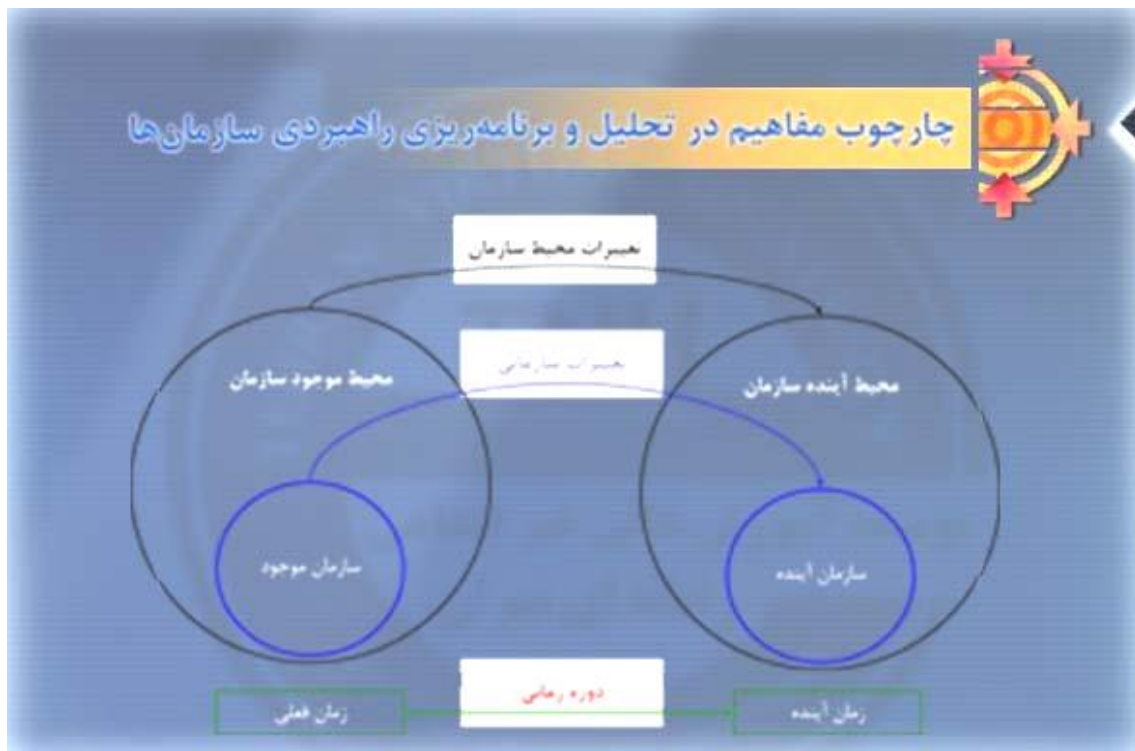 چارچوب مفاهیم در تحلیل و برنامه‌ریزی راهبردی سازمان‌ها
تغییرات محیط سازمان
تغییرات سازمانی
محیط آینده سازمان
محیط موجود سازمان
سازمان آینده
سازمان موجود
دوره زمانی
زمان آینده
زمان فعلی